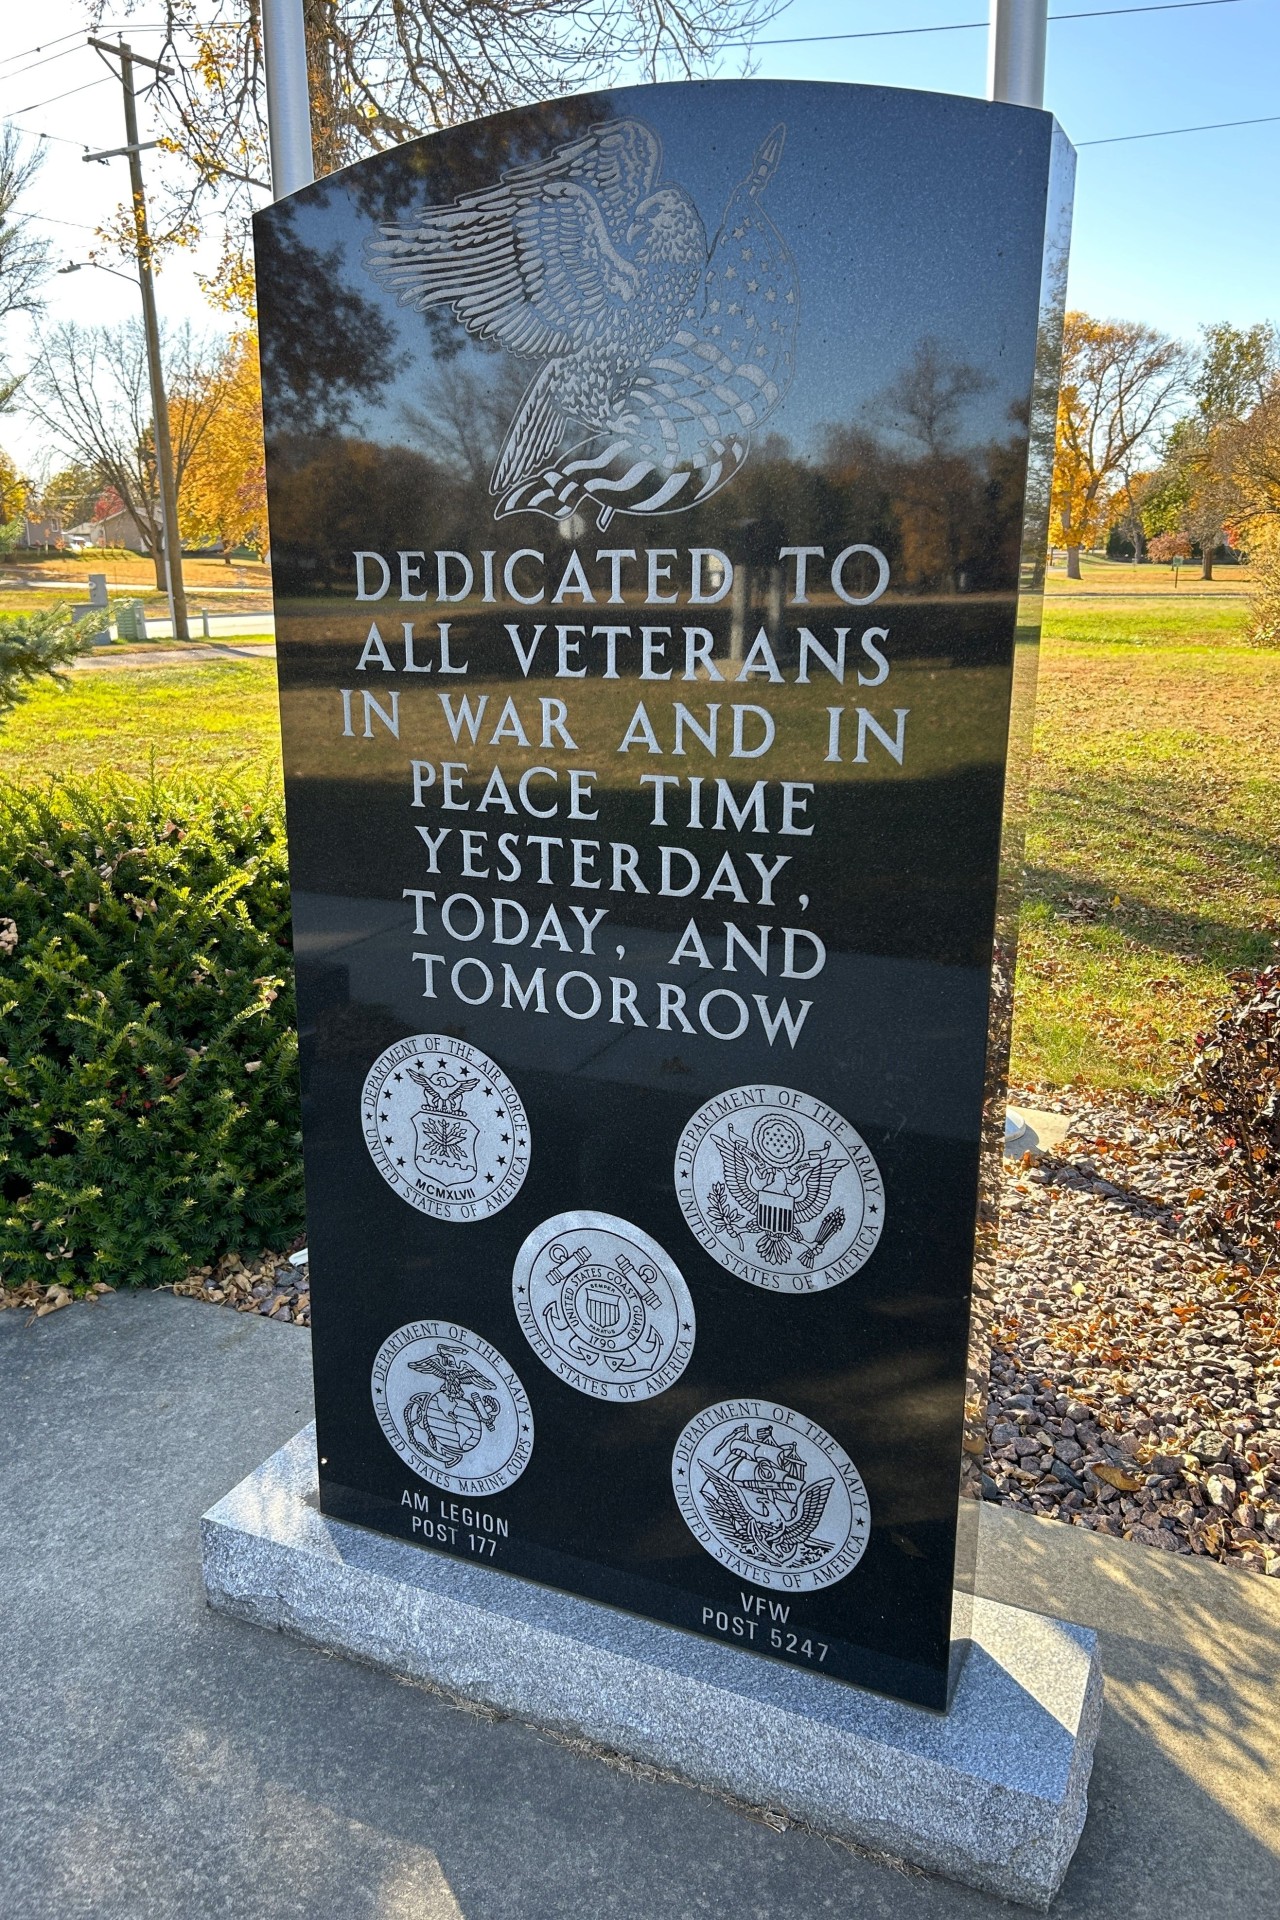 DEDICATED TO
ALL VETERANS
IN WAR AND IN
PEACE TIME
YESTERDAY,
TODAY, AND
TOMORROW
DEPARTMENT OF THE AIR FORCE
MCMXLVII
UNITED STATES OF AMERICA
DEPARTMENT OF THE ARMY
UNITED STATES OF AMERICA
UNITED STATES COAST GUARD
SEMPER
PARATUS
1790
UNITED STATES OF AMERICA
DEPARTMENT OF THE NAVY
UNITED STATES MARINE CORPS
DEPARTMENT OF THE NAVY
UNITED STATES OF AMERICA
AM LEGION
POST 177
VFW
POST 5247